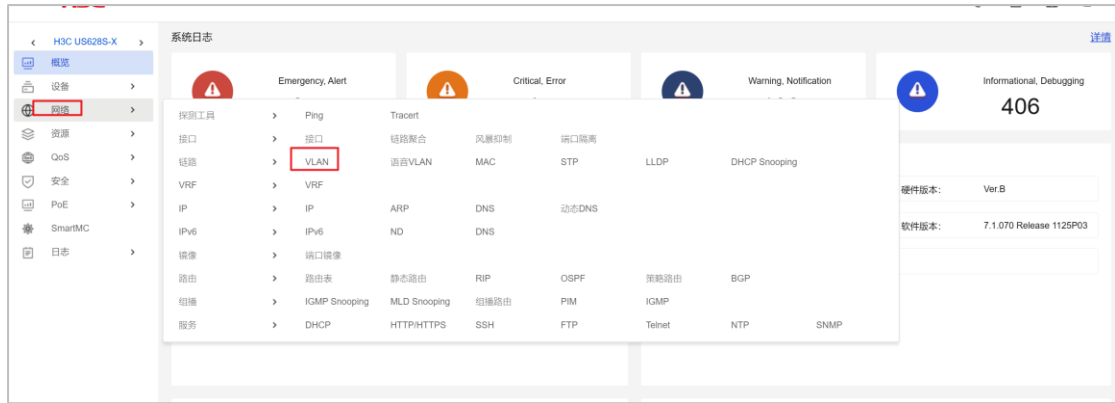 H3C US628S-X
系统日志
详情
概览
设备
网络
资源
QoS
安全
PoE
SmartMC
日志
Emergency, Alert
Critical, Error
Warning, Notification
Informational, Debugging
406
探测工具 Ping Tracert
接口 接口 链路聚合 风暴抑制 端口隔离
链路 VLAN 语音VLAN MAC STP LLDP DHCP Snooping
VRF VRF
IP IP ARP DNS 动态DNS
IPv6 IPv6 ND DNS
镜像 端口镜像
路由 路由表 静态路由 RIP OSPF 策略路由 BGP
组播 IGMP Snooping MLD Snooping 组播路由 PIM IGMP
服务 DHCP HTTP/HTTPS SSH FTP Telnet NTP SNMP
硬件版本: Ver.B
软件版本: 7.1.070 Release 1125P03